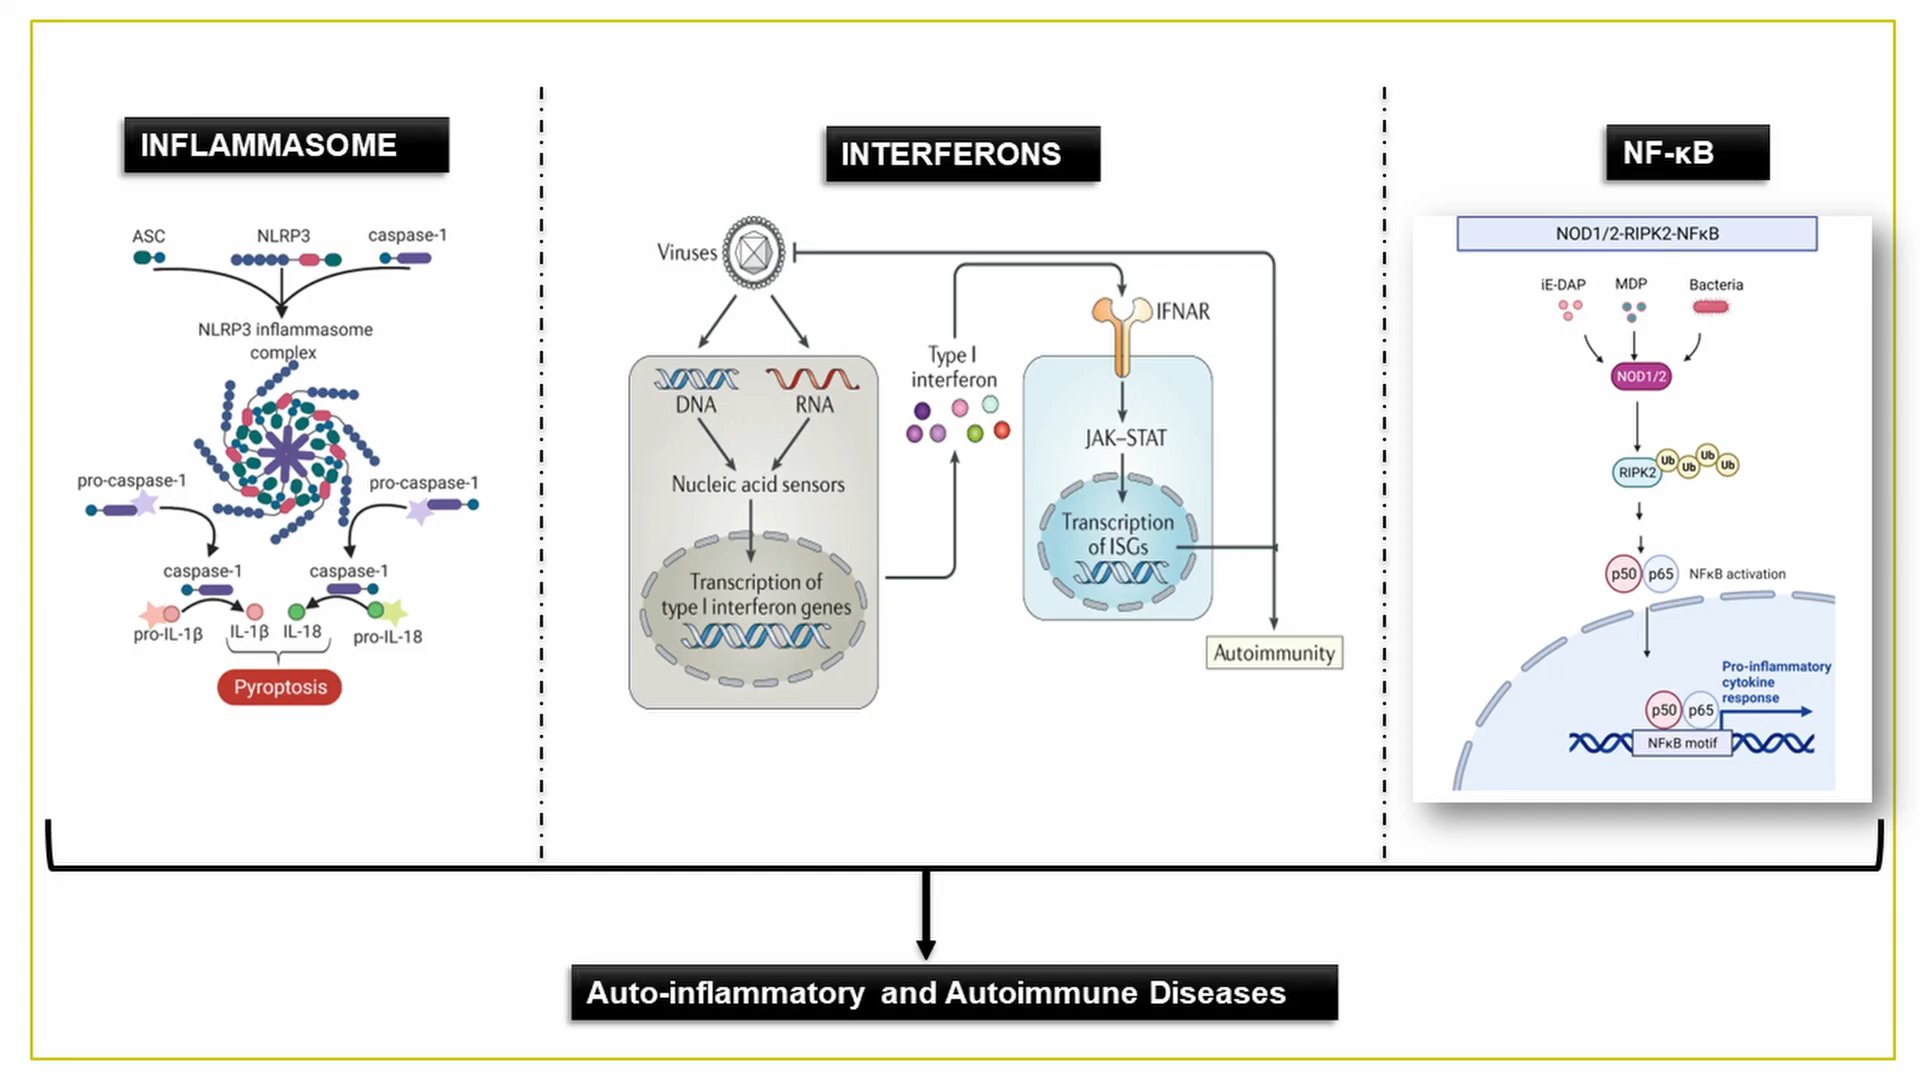 INFLAMMASOME
ASC
NLRP3
caspase-1
NLRP3 inflammasome
complex
pro-caspase-1
pro-caspase-1
caspase-1
caspase-1
pro-IL-1β
IL-1β
IL-18
pro-IL-18
Pyroptosis
INTERFERONS
Viruses
DNA
RNA
Nucleic acid sensors
Transcription of
type I interferon genes
Type I
interferon
IFNAR
JAK–STAT
Transcription
of ISGs
Autoimmunity
NF-κB
NOD1/2-RIPK2-NFκB
iE-DAP
MDP
Bacteria
NOD1/2
RIPK2
Ub
Ub
Ub
Ub
p50
p65
NFκB activation
Pro-inflammatory
cytokine
response
p50
p65
NFκB motif
Auto-inflammatory and Autoimmune Diseases